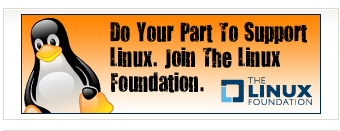 Do Your Part To Support
Linux. Join The Linux
Foundation.
THE
LINUX
FOUNDATION